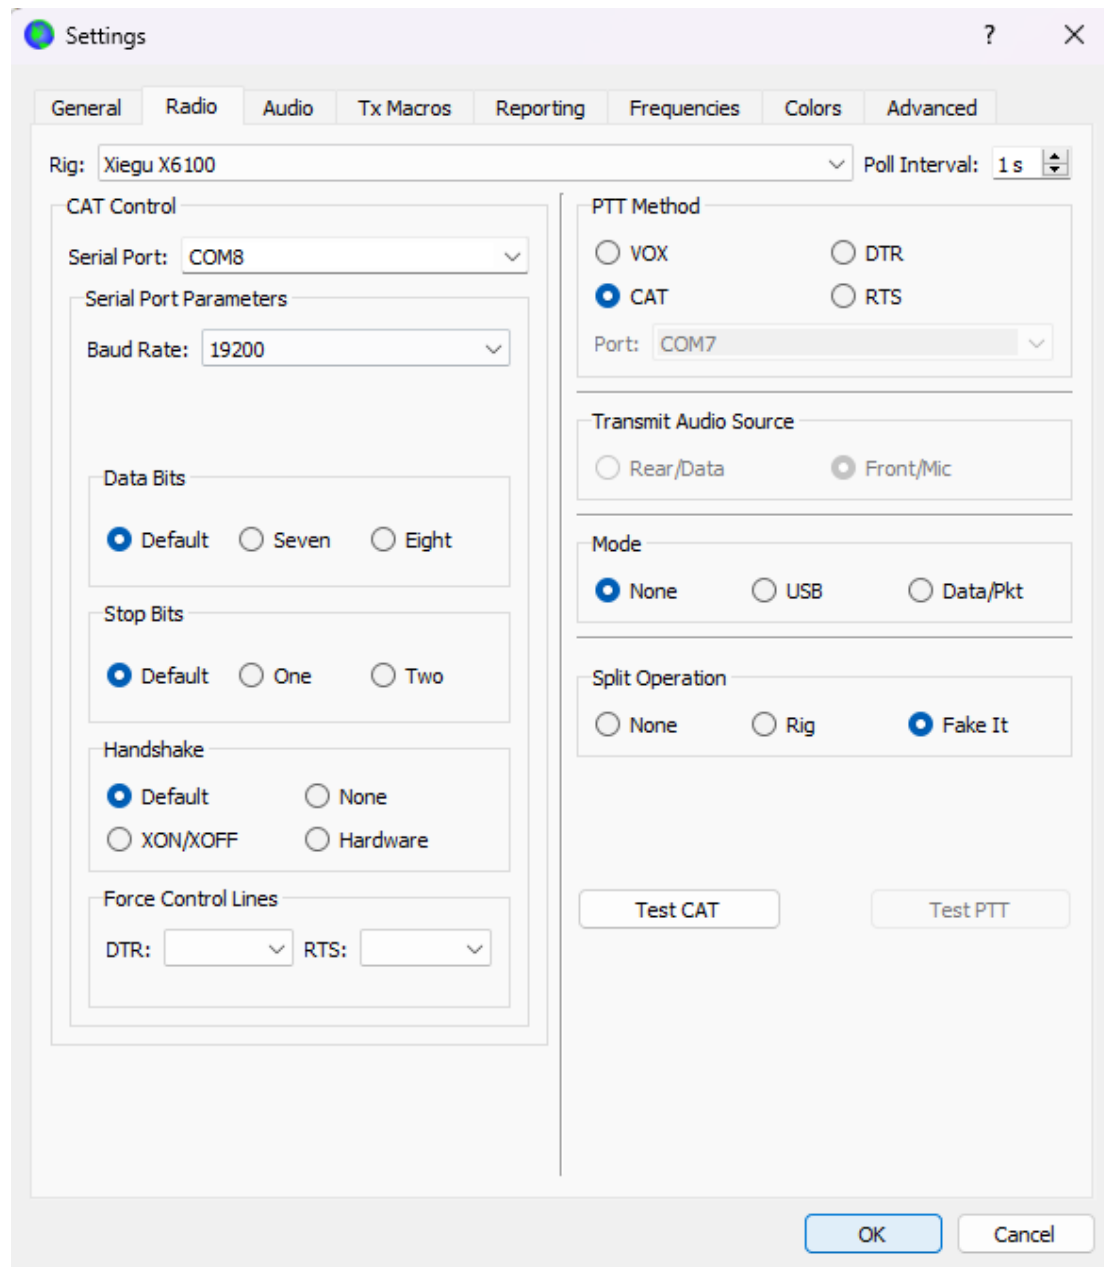 Settings
?
General Radio Audio Tx Macros Reporting Frequencies Colors Advanced
Rig: Xiegu X6100 Poll Interval: 1 s
CAT Control
Serial Port: COM8
Serial Port Parameters
Baud Rate: 19200
Data Bits
Default Seven Eight
Stop Bits
Default One Two
Handshake
Default None
XON/XOFF Hardware
Force Control Lines
DTR: RTS:
PTT Method
VOX DTR
CAT RTS
Port: COM7
Transmit Audio Source
Rear/Data Front/Mic
Mode
None USB Data/Pkt
Split Operation
None Rig Fake It
Test CAT Test PTT
OK Cancel